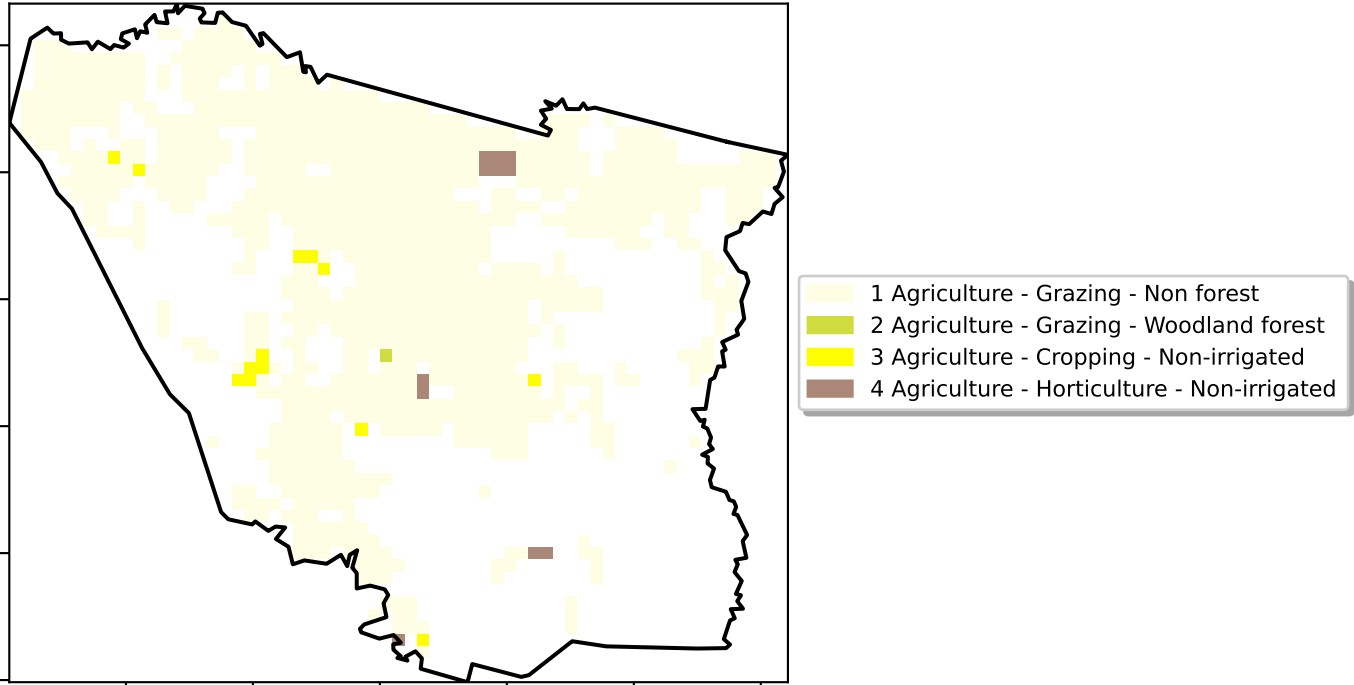 1 Agriculture - Grazing - Non forest
2 Agriculture - Grazing - Woodland forest
3 Agriculture - Cropping - Non-irrigated
4 Agriculture - Horticulture - Non-irrigated